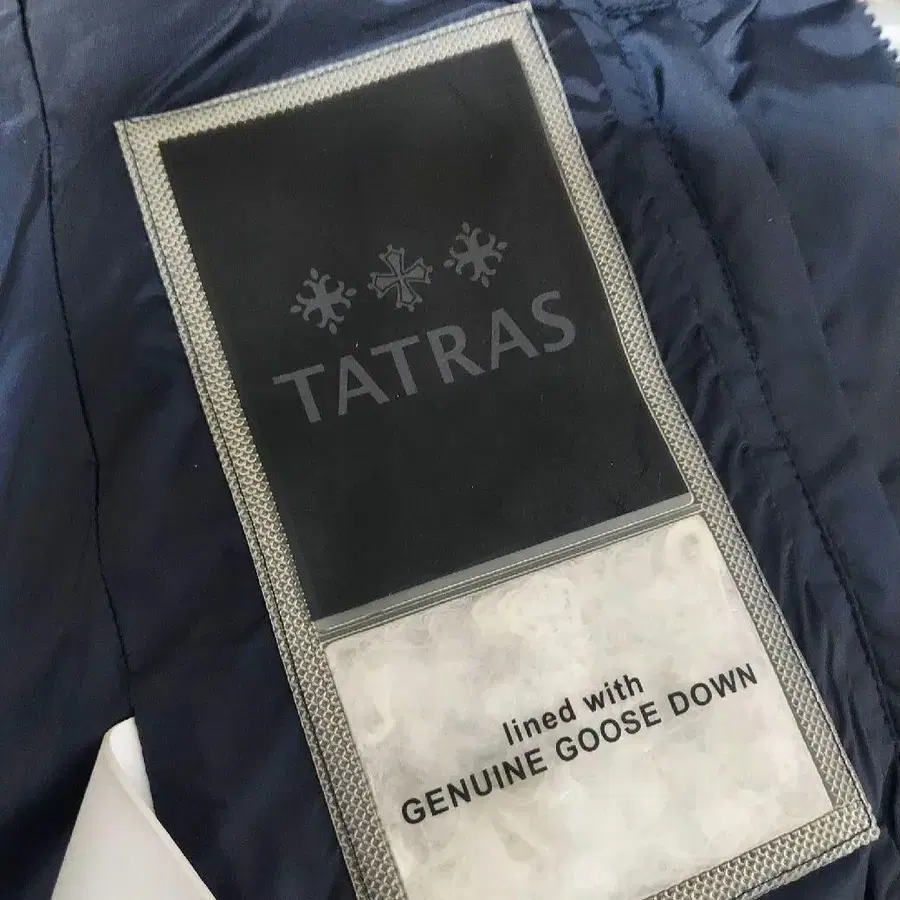 TATRAS
lined with
GENUINE GOOSE DOWN